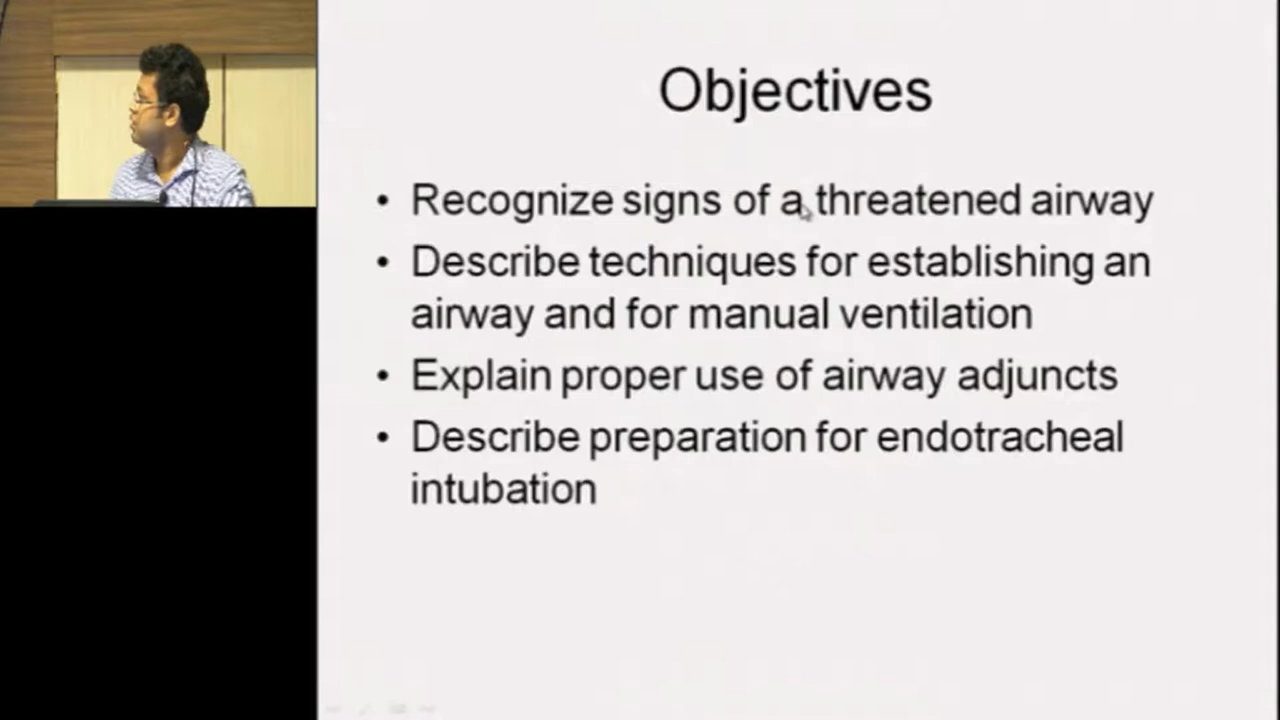 Objectives
• Recognize signs of a threatened airway
• Describe techniques for establishing an
airway and for manual ventilation
• Explain proper use of airway adjuncts
• Describe preparation for endotracheal
intubation